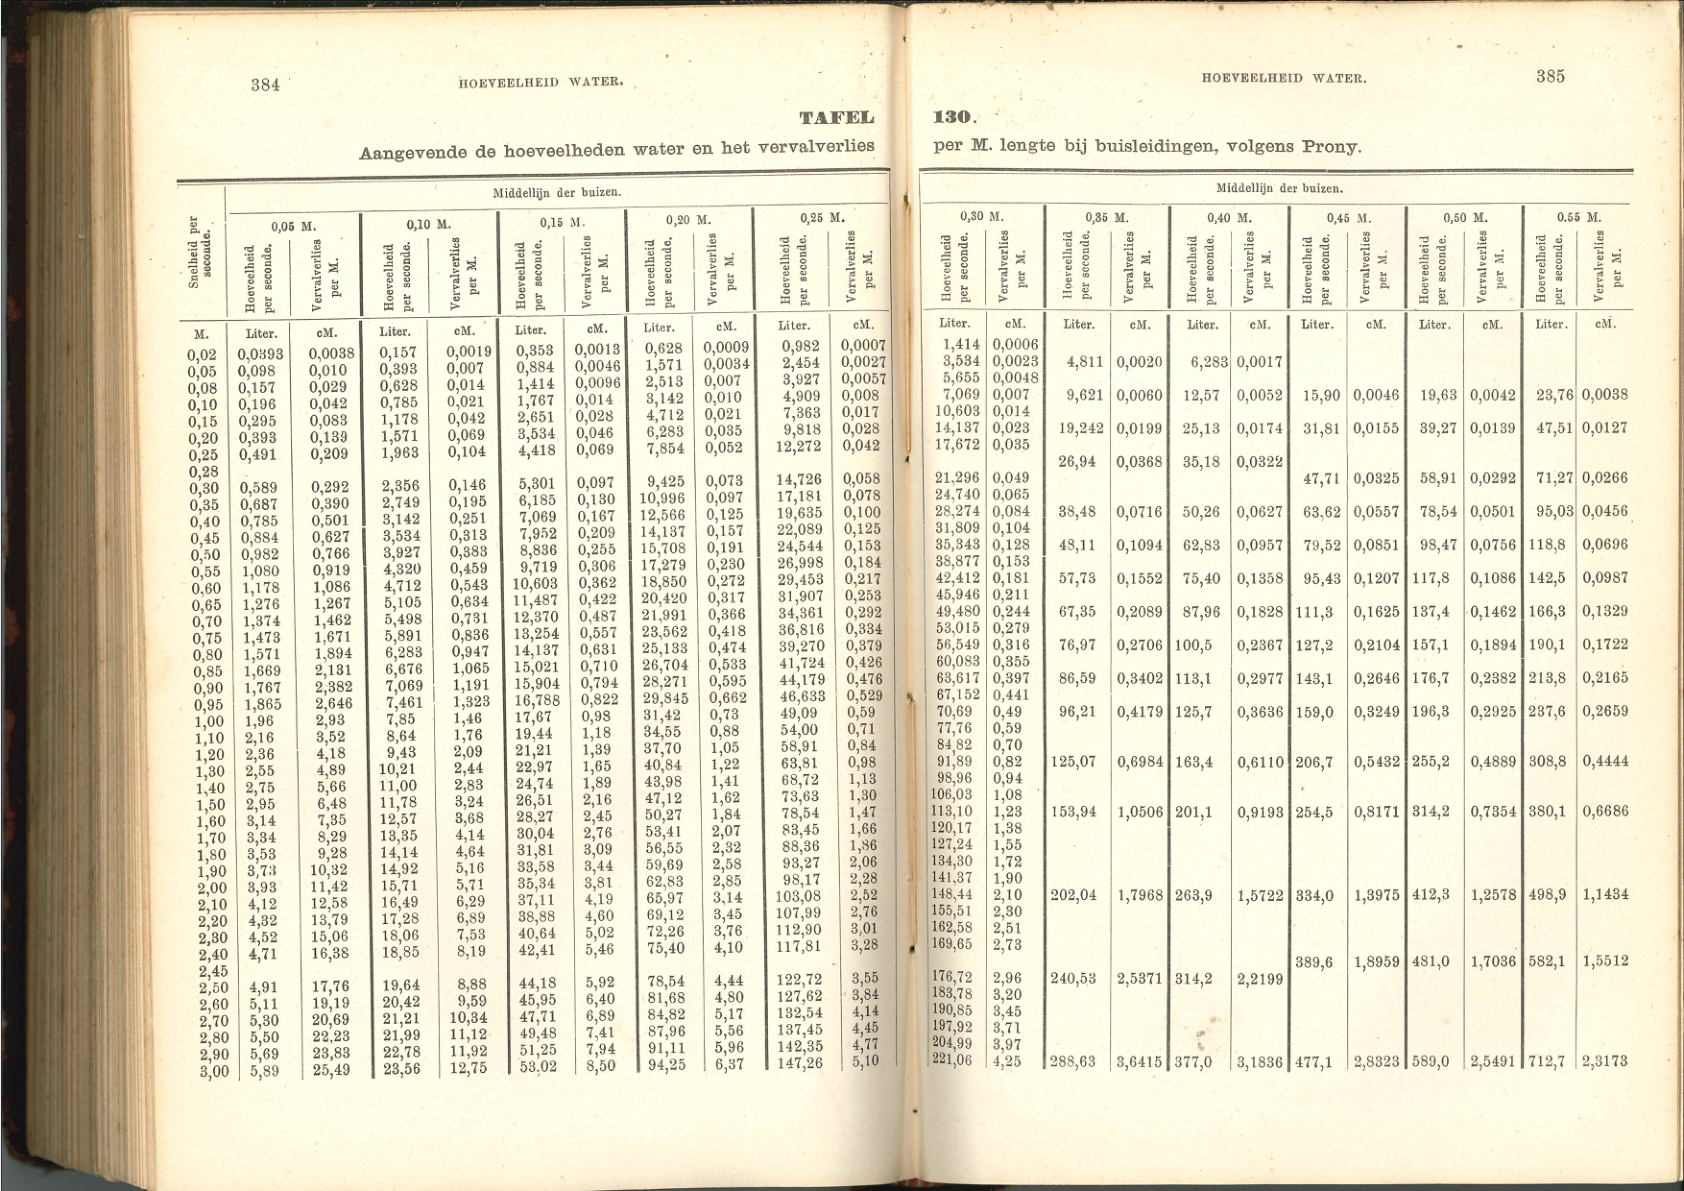 384
HOEVEELHEID WATER.
TAFEL
Aangevende de hoeveelheden water en het vervalverlies
Middellijn der buizen.
Snelheid per seconde. 0,05 M. 0,10 M. 0,15 M. 0,20 M. 0,25 M.
Hoeveelheid per seconde. Vervalverlies per M. Hoeveelheid per seconde. Vervalverlies per M. Hoeveelheid per seconde. Vervalverlies per M. Hoeveelheid per seconde. Vervalverlies per M. Hoeveelheid per seconde. Vervalverlies per M.
M. Liter. cM. Liter. cM. Liter. cM. Liter. cM. Liter. cM.
0,02 0,0393 0,0038 0,157 0,0019 0,353 0,0013 0,628 0,0009 0,982 0,0007
0,05 0,098 0,010 0,393 0,007 0,884 0,0046 1,571 0,0034 2,454 0,0027
0,08 0,157 0,029 0,628 0,014 1,414 0,0096 2,513 0,007 3,927 0,0057
0,10 0,196 0,042 0,785 0,021 1,767 0,014 3,142 0,010 4,909 0,008
0,15 0,295 0,083 1,178 0,042 2,651 0,028 4,712 0,021 7,363 0,017
0,20 0,393 0,139 1,571 0,069 3,534 0,046 6,283 0,035 9,818 0,028
0,25 0,491 0,209 1,963 0,104 4,418 0,069 7,854 0,052 12,272 0,042
0,28
0,30 0,589 0,292 2,356 0,146 5,301 0,097 9,425 0,073 14,726 0,058
0,35 0,687 0,390 2,749 0,195 6,185 0,130 10,996 0,097 17,181 0,078
0,40 0,785 0,501 3,142 0,251 7,069 0,167 12,566 0,125 19,635 0,100
0,45 0,884 0,627 3,534 0,313 7,952 0,209 14,137 0,157 22,089 0,125
0,50 0,982 0,766 3,927 0,383 8,836 0,255 15,708 0,191 24,544 0,153
0,55 1,080 0,919 4,320 0,459 9,719 0,306 17,279 0,230 26,998 0,184
0,60 1,178 1,086 4,712 0,543 10,603 0,362 18,850 0,272 29,453 0,217
0,65 1,276 1,267 5,105 0,634 11,487 0,422 20,420 0,317 31,907 0,253
0,70 1,374 1,462 5,498 0,731 12,370 0,487 21,991 0,366 34,361 0,292
0,75 1,473 1,671 5,891 0,836 13,254 0,557 23,562 0,418 36,816 0,334
0,80 1,571 1,894 6,283 0,947 14,137 0,631 25,133 0,474 39,270 0,379
0,85 1,669 2,131 6,676 1,065 15,021 0,710 26,704 0,533 41,724 0,426
0,90 1,767 2,382 7,069 1,191 15,904 0,794 28,271 0,595 44,179 0,476
0,95 1,865 2,646 7,461 1,323 16,788 0,822 29,845 0,662 46,633 0,529
1,00 1,96 2,93 7,85 1,46 17,67 0,98 31,42 0,73 49,09 0,59
1,10 2,16 3,52 8,64 1,76 19,44 1,18 34,55 0,88 54,00 0,71
1,20 2,36 4,18 9,43 2,09 21,21 1,39 37,70 1,05 58,91 0,84
1,30 2,55 4,89 10,21 2,44 22,97 1,65 40,84 1,22 63,81 0,98
1,40 2,75 5,66 11,00 2,83 24,74 1,89 43,98 1,41 68,72 1,13
1,50 2,95 6,48 11,78 3,24 26,51 2,16 47,12 1,62 73,63 1,30
1,60 3,14 7,35 12,57 3,68 28,27 2,45 50,27 1,84 78,54 1,47
1,70 3,34 8,29 13,35 4,14 30,04 2,76 53,41 2,07 83,45 1,66
1,80 3,53 9,28 14,14 4,64 31,81 3,09 56,55 2,32 88,36 1,86
1,90 3,73 10,32 14,92 5,16 33,58 3,44 59,69 2,58 93,27 2,06
2,00 3,93 11,42 15,71 5,71 35,34 3,81 62,83 2,85 98,17 2,28
2,10 4,12 12,58 16,49 6,29 37,11 4,19 65,97 3,14 103,08 2,52
2,20 4,32 13,79 17,28 6,89 38,88 4,60 69,12 3,45 107,99 2,76
2,30 4,52 15,06 18,06 7,53 40,64 5,02 72,26 3,76 112,90 3,01
2,40 4,71 16,38 18,85 8,19 42,41 5,46 75,40 4,10 117,81 3,28
2,45
2,50 4,91 17,76 19,64 8,88 44,18 5,92 78,54 4,44 122,72 3,55
2,60 5,11 19,19 20,42 9,59 45,95 6,40 81,68 4,80 127,62 3,84
2,70 5,30 20,69 21,21 10,34 47,71 6,89 84,82 5,17 132,54 4,14
2,80 5,50 22,23 21,99 11,12 49,48 7,41 87,96 5,56 137,45 4,45
2,90 5,69 23,83 22,78 11,92 51,25 7,94 91,11 5,96 142,35 4,77
3,00 5,89 25,49 23,56 12,75 53,02 8,50 94,25 6,37 147,26 5,10
HOEVEELHEID WATER.
385
130.
per M. lengte bij buisleidingen, volgens Prony.
Middellijn der buizen.
0,30 M. 0,35 M. 0,40 M. 0,45 M. 0,50 M. 0.55 M.
Hoeveelheid per seconde. Vervalverlies per M. Hoeveelheid per seconde. Vervalverlies per M. Hoeveelheid per seconde. Vervalverlies per M. Hoeveelheid per seconde. Vervalverlies per M. Hoeveelheid per seconde. Vervalverlies per M. Hoeveelheid per seconde. Vervalverlies per M.
Liter. cM. Liter. cM. Liter. cM. Liter. cM. Liter. cM. Liter. cM.
1,414 0,0006
3,534 0,0023 4,811 0,0020 6,283 0,0017
5,655 0,0048
7,069 0,007 9,621 0,0060 12,57 0,0052 15,90 0,0046 19,63 0,0042 23,76 0,0038
10,603 0,014
14,137 0,023 19,242 0,0199 25,13 0,0174 31,81 0,0155 39,27 0,0139 47,51 0,0127
17,672 0,035
26,94 0,0368 35,18 0,0322
21,296 0,049 47,71 0,0325 58,91 0,0292 71,27 0,0266
24,740 0,065
28,274 0,084 38,48 0,0716 50,26 0,0627 63,62 0,0557 78,54 0,0501 95,03 0,0456
31,809 0,104
35,343 0,128 48,11 0,1094 62,83 0,0957 79,52 0,0851 98,47 0,0756 118,8 0,0696
38,877 0,153
42,412 0,181 57,73 0,1552 75,40 0,1358 95,43 0,1207 117,8 0,1086 142,5 0,0987
45,946 0,211
49,480 0,244 67,35 0,2089 87,96 0,1828 111,3 0,1625 137,4 0,1462 166,3 0,1329
53,015 0,279
56,549 0,316 76,97 0,2706 100,5 0,2367 127,2 0,2104 157,1 0,1894 190,1 0,1722
60,083 0,355
63,617 0,397 86,59 0,3402 113,1 0,2977 143,1 0,2646 176,7 0,2382 213,8 0,2165
67,152 0,441
70,69 0,49 96,21 0,4179 125,7 0,3636 159,0 0,3249 196,3 0,2925 237,6 0,2659
77,76 0,59
84,82 0,70
91,89 0,82 125,07 0,6984 163,4 0,6110 206,7 0,5432 255,2 0,4889 308,8 0,4444
98,96 0,94
106,03 1,08
113,10 1,23 153,94 1,0506 201,1 0,9193 254,5 0,8171 314,2 0,7354 380,1 0,6686
120,17 1,38
127,24 1,55
134,30 1,72
141,37 1,90
148,44 2,10 202,04 1,7968 263,9 1,5722 334,0 1,3975 412,3 1,2578 498,9 1,1434
155,51 2,30
162,58 2,51
169,65 2,73
389,6 1,8959 481,0 1,7036 582,1 1,5512
176,72 2,96 240,53 2,5371 314,2 2,2199
183,78 3,20
190,85 3,45
197,92 3,71
204,99 3,97
221,06 4,25 288,63 3,6415 377,0 3,1836 477,1 2,8323 589,0 2,5491 712,7 2,3173